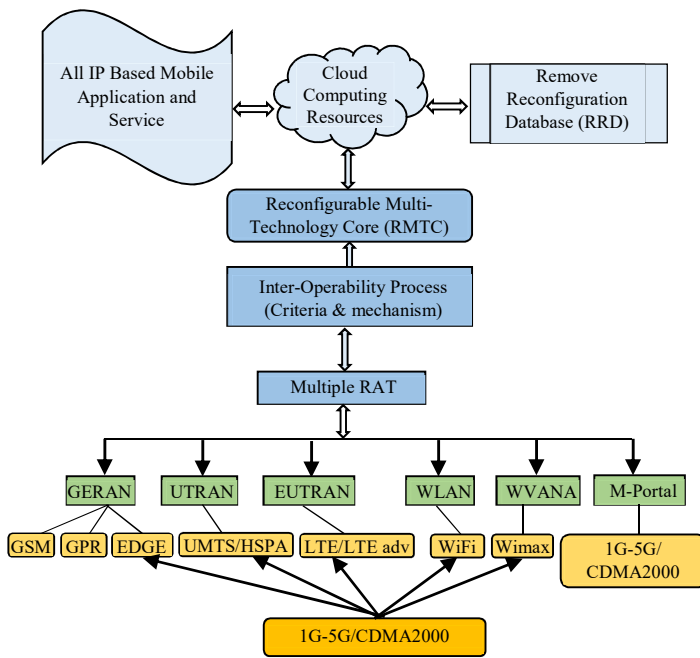 All IP Based Mobile
Application and
Service
Cloud
Computing
Resources
Remove
Reconfiguration
Database (RRD)
Reconfigurable Multi-
Technology Core (RMTC)
Inter-Operability Process
(Criteria & mechanism)
Multiple RAT
GERAN
UTRAN
EUTRAN
WLAN
WVANA
M-Portal
GSM
GPR
EDGE
UMTS/HSPA
LTE/LTE adv
WiFi
Wimax
1G-5G/
CDMA2000
1G-5G/CDMA2000